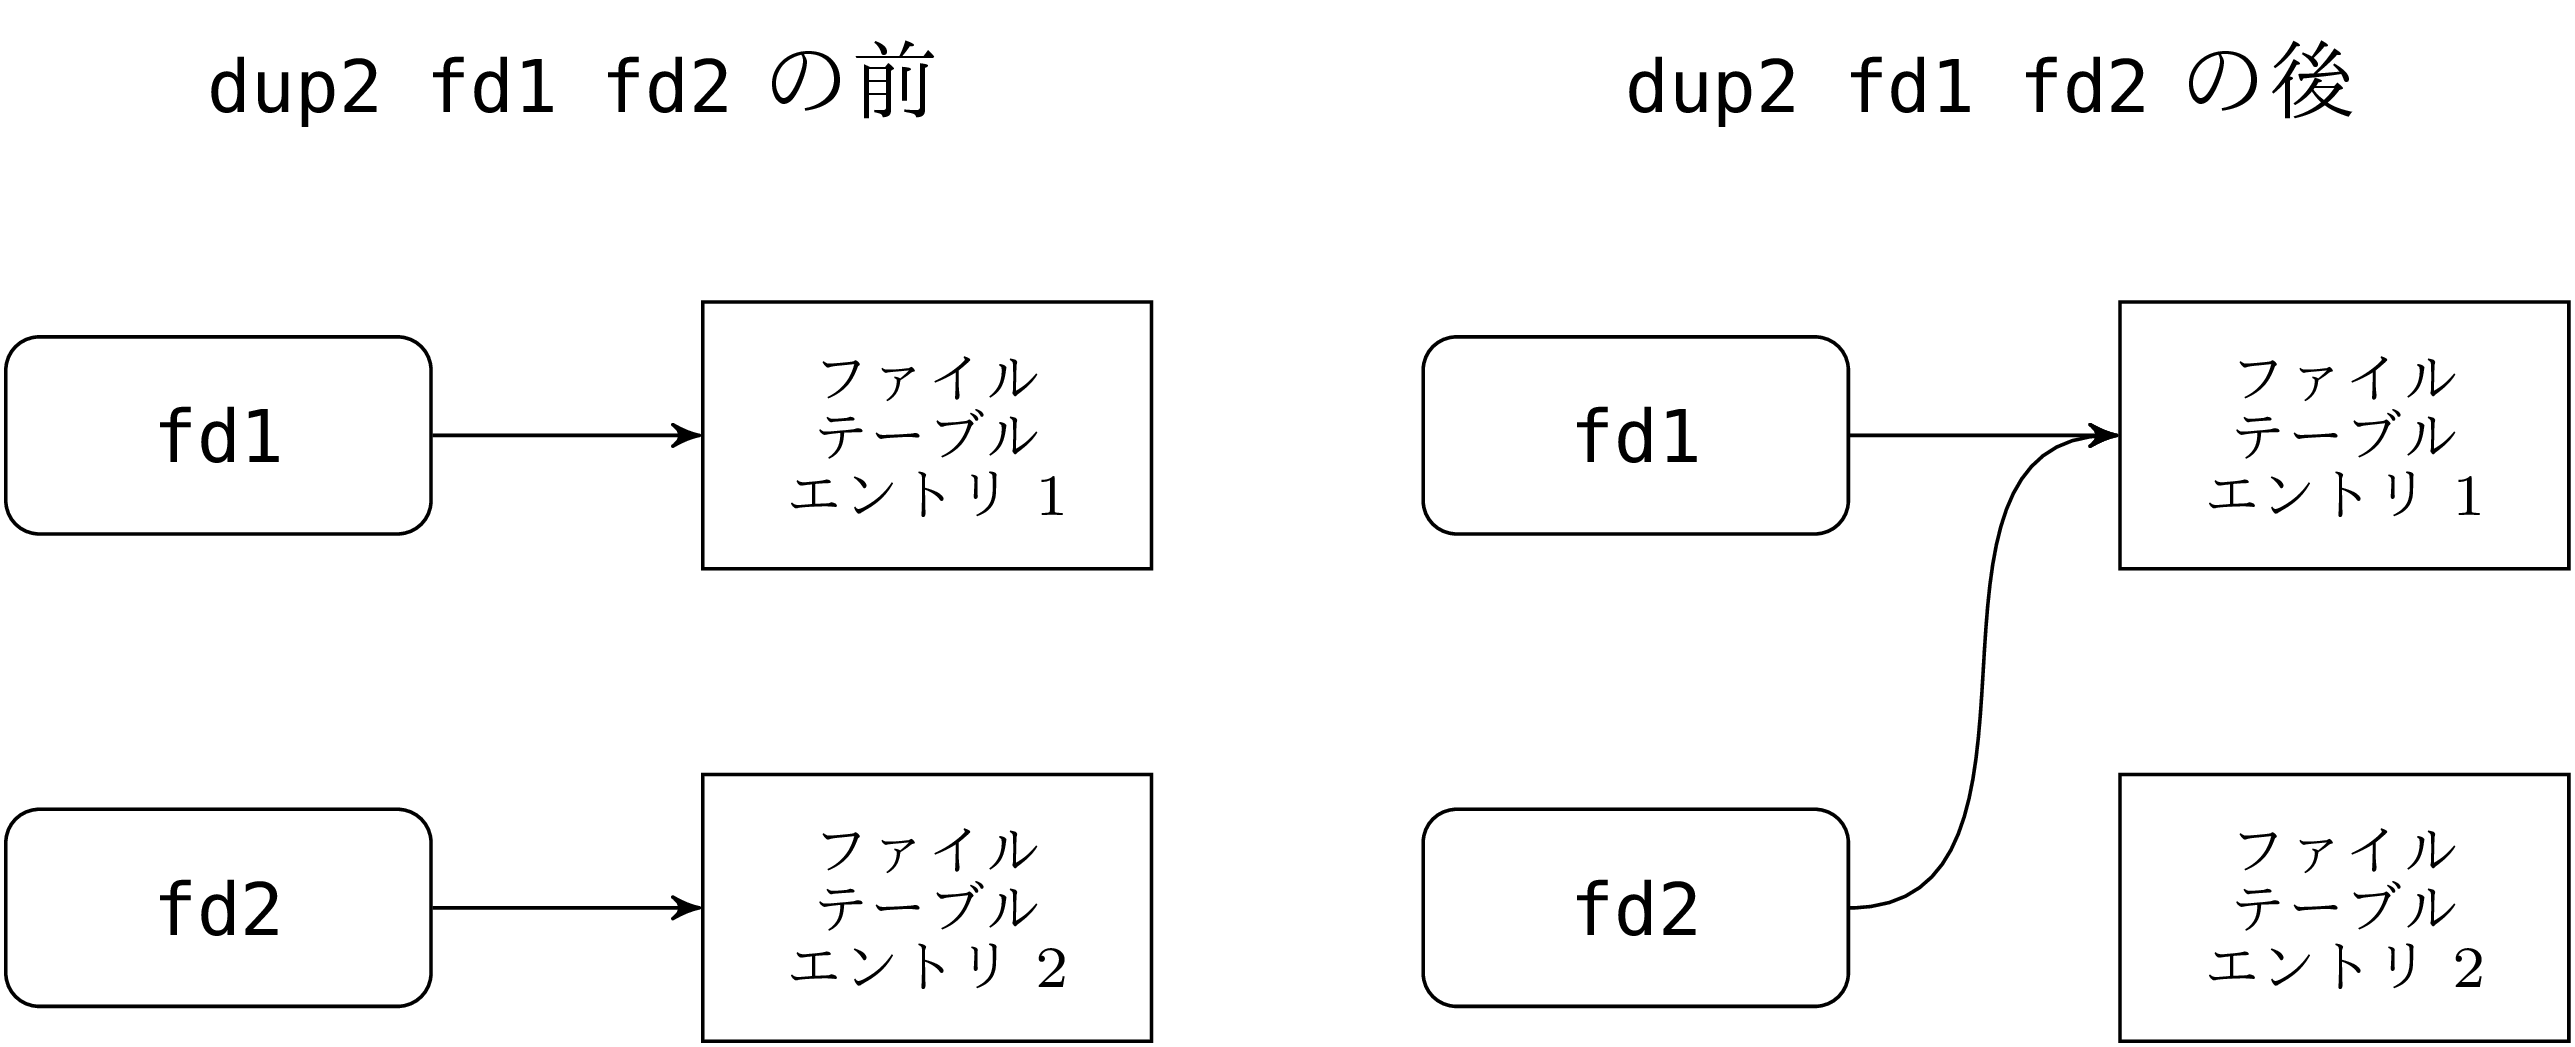 dup2 fd1 fd2 の前
fd1
ファイル
テーブル
エントリ 1
fd2
ファイル
テーブル
エントリ 2
dup2 fd1 fd2 の後
fd1
ファイル
テーブル
エントリ 1
fd2
ファイル
テーブル
エントリ 2